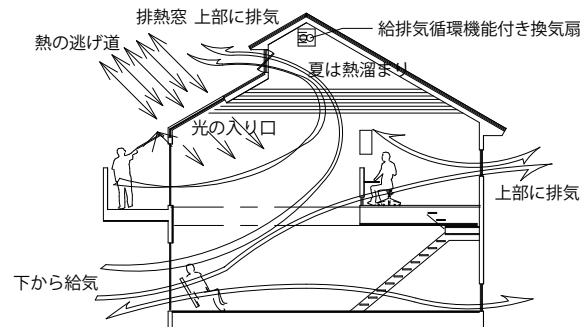 排熱窓 上部に排気
給排気循環機能付き換気扇
熱の逃げ道
夏は熱溜まり
光の入り口
上部に排気
下から給気